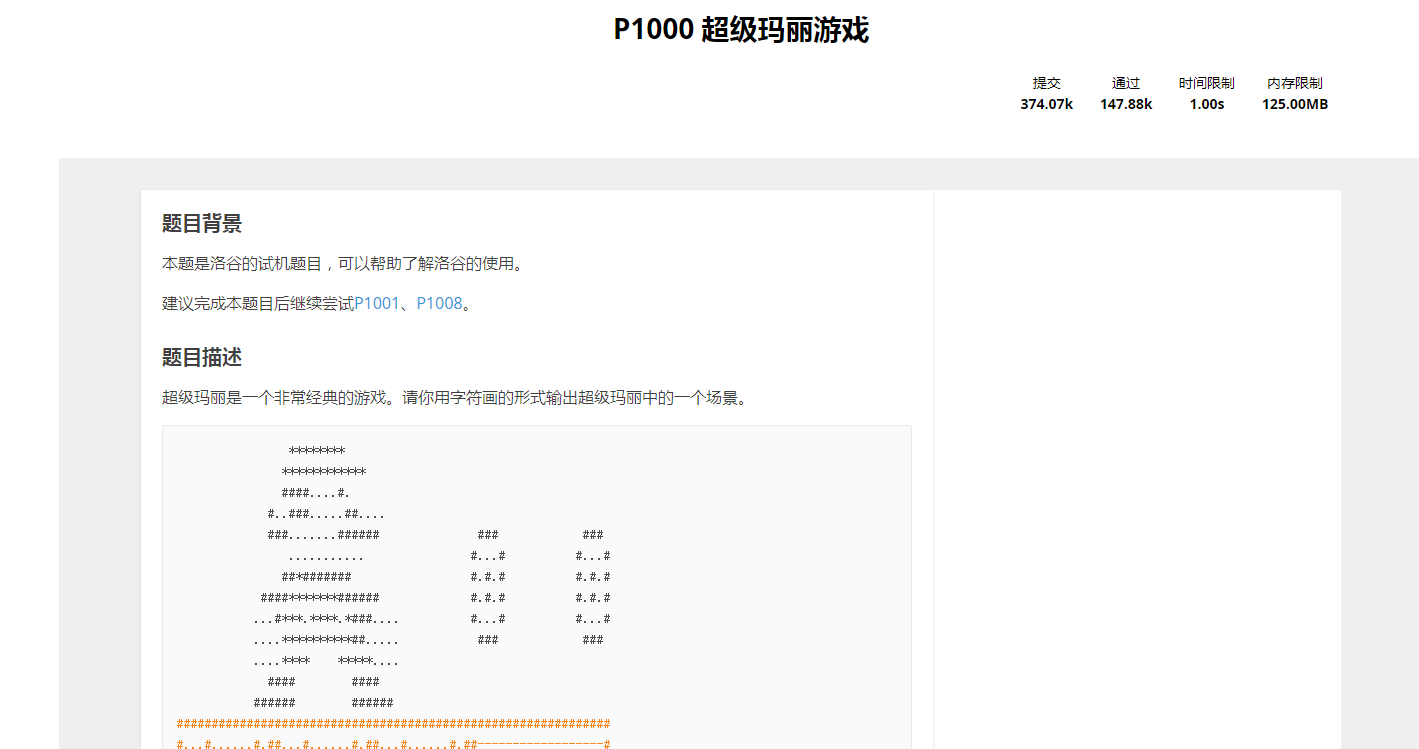 P1000 超级玛丽游戏
提交 通过 时间限制 内存限制
374.07k 147.88k 1.00s 125.00MB
题目背景
本题是洛谷的试机题目，可以帮助了解洛谷的使用。
建议完成本题目后继续尝试P1001、P1008。
题目描述
超级玛丽是一个非常经典的游戏。请你用字符画的形式输出超级玛丽中的一个场景。
                ********
               ************
               ####....#.
             #..###.....##....
             ###.......######              ###            ###
                ...........               #...#          #...#
               ##*#######                 #.#.#          #.#.#
            ####*******######             #.#.#          #.#.#
           ...#***.****.*###....          #...#          #...#
           ....**********##.....           ###            ###
           ....****    *****....
             ####        ####
           ######        ######
##############################################################
#...#......#.##...#......#.##...#......#.##------------------#